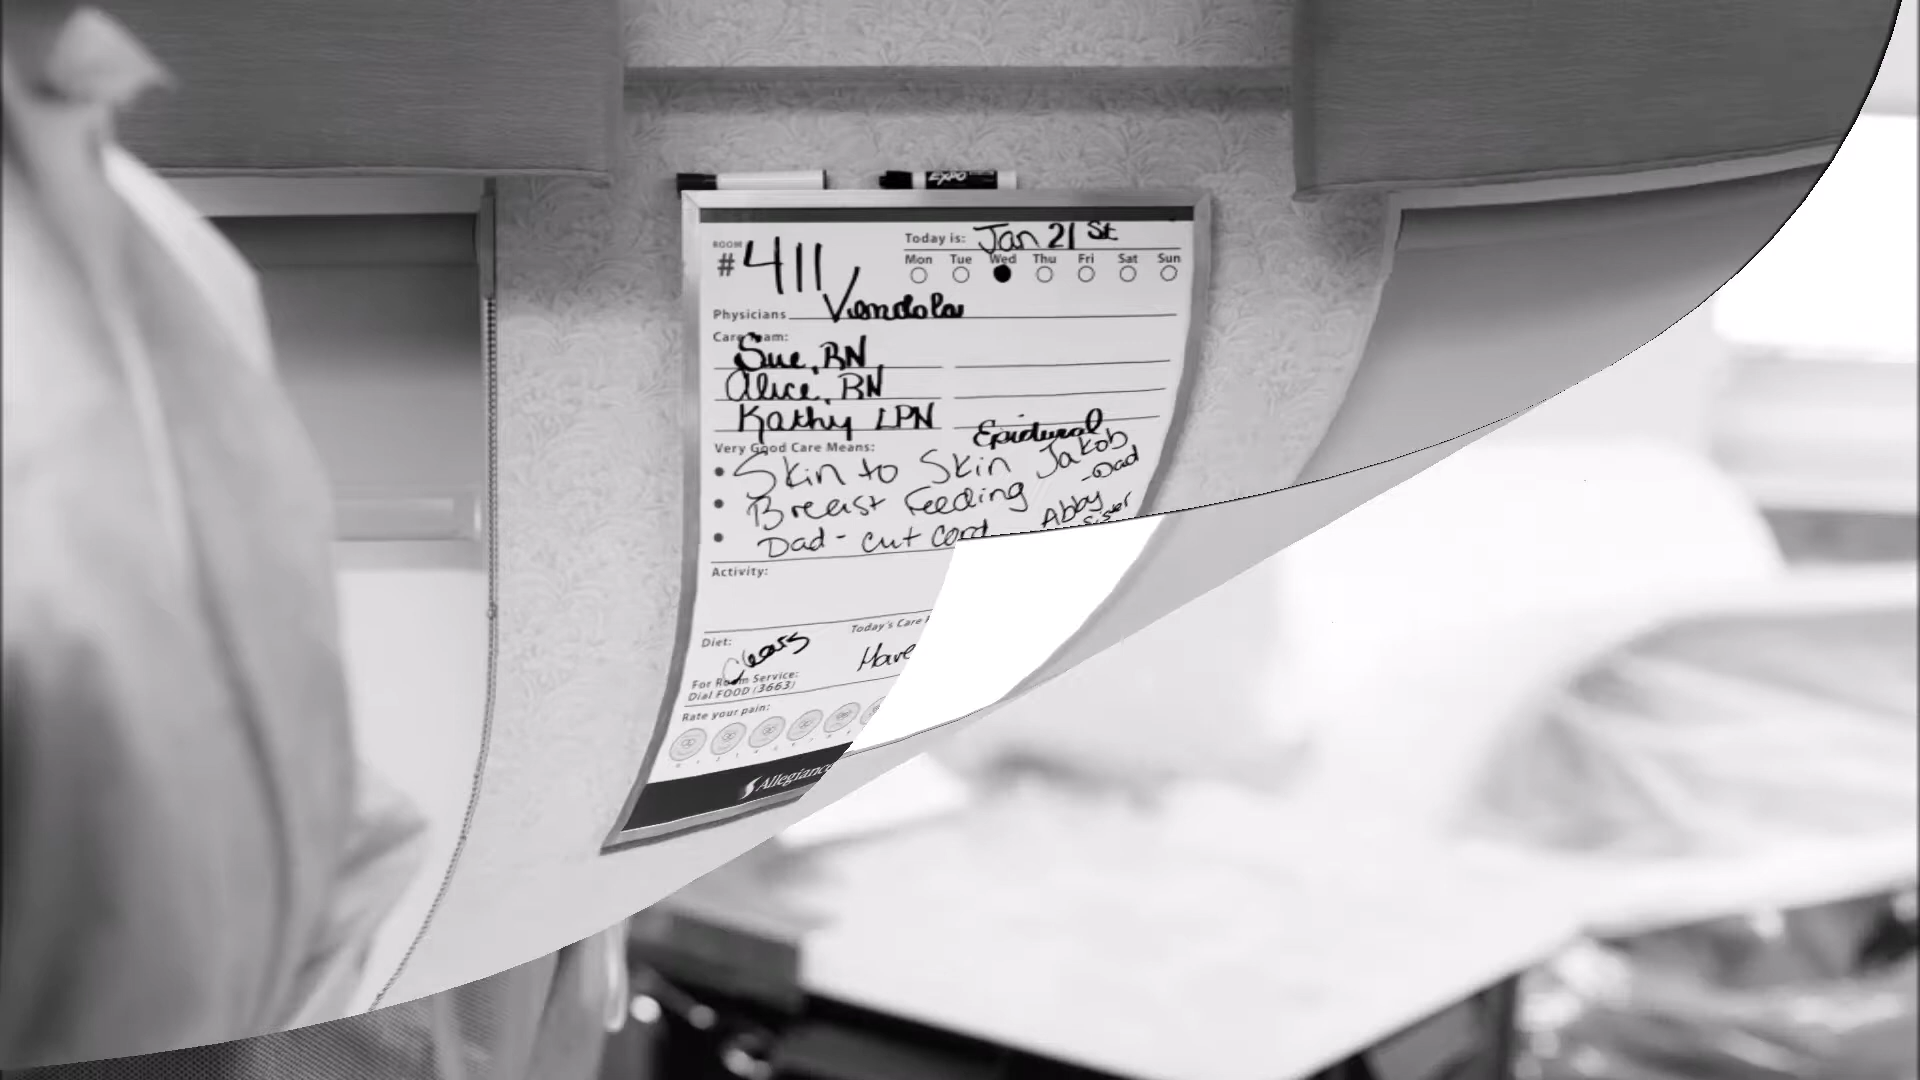 EXPO
ROOM
# 411
Today is: Jan 21 St
Mon Tue Wed Thu Fri Sat Sun
Physicians Vendola
Care Team:
Sue, RN
Alice, RN
Kathy LPN
Epidural
Very Good Care Means:
• Skin to Skin Jakob
-Dad
• Breast Feeding Abby
Sister
• Dad - cut cord
Activity:
Diet: Clears
Today's Care
Have
For Room Service:
Dial FOOD (3663)
Rate your pain:
Allegiance